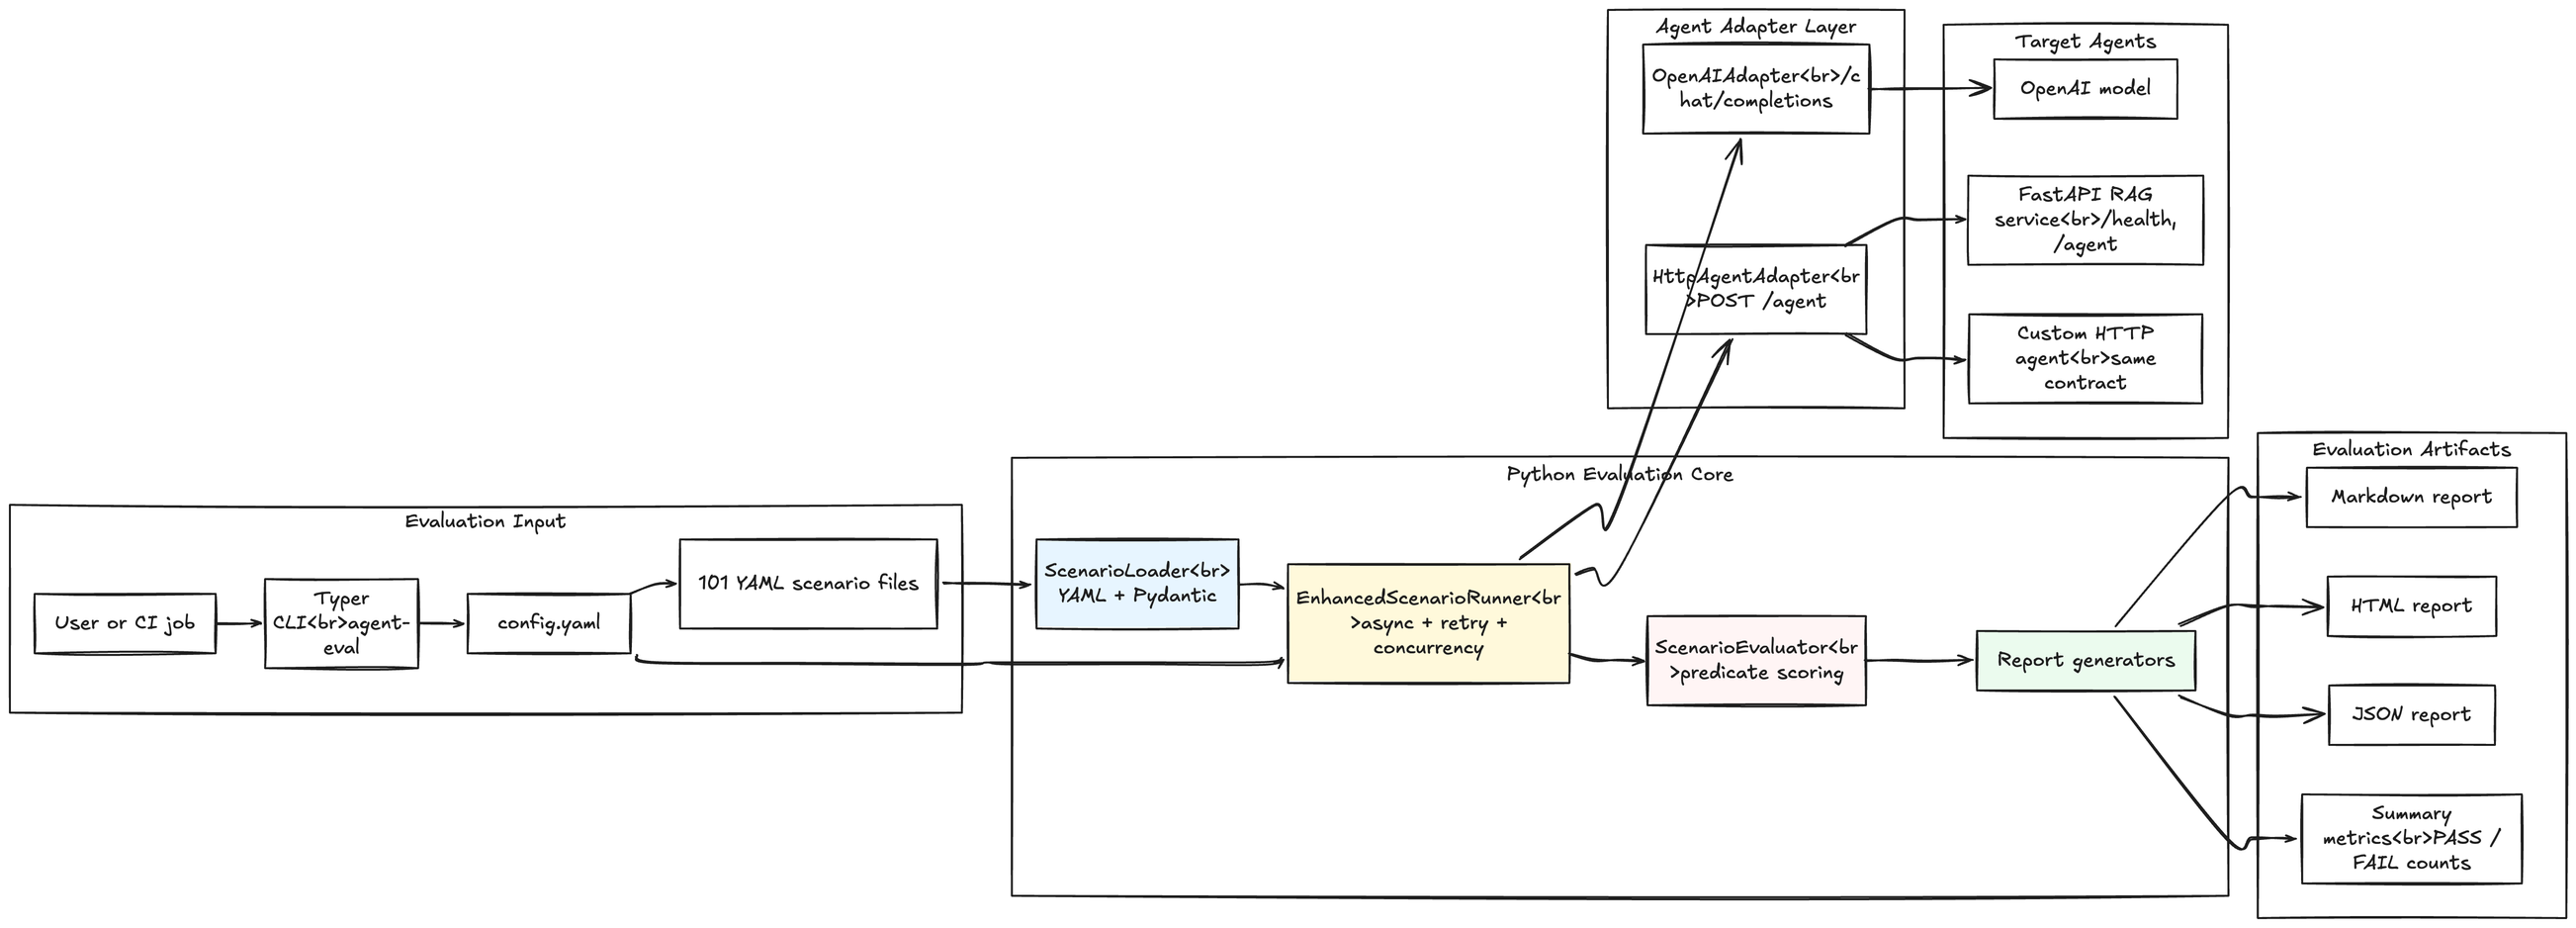 Agent Adapter Layer
OpenAIAdapter<br>/c
hat/completions
HttpAgentAdapter<br
>POST /agent
Target Agents
OpenAI model
FastAPI RAG
service<br>/health,
/agent
Custom HTTP
agent<br>same
contract
Evaluation Input
User or CI job
Typer
CLI<br>agent-
eval
config.yaml
101 YAML scenario files
Python Evaluation Core
ScenarioLoader<br>
YAML + Pydantic
EnhancedScenarioRunner<br
>async + retry +
concurrency
ScenarioEvaluator<br
>predicate scoring
Report generators
Evaluation Artifacts
Markdown report
HTML report
JSON report
Summary
metrics<br>PASS /
FAIL counts